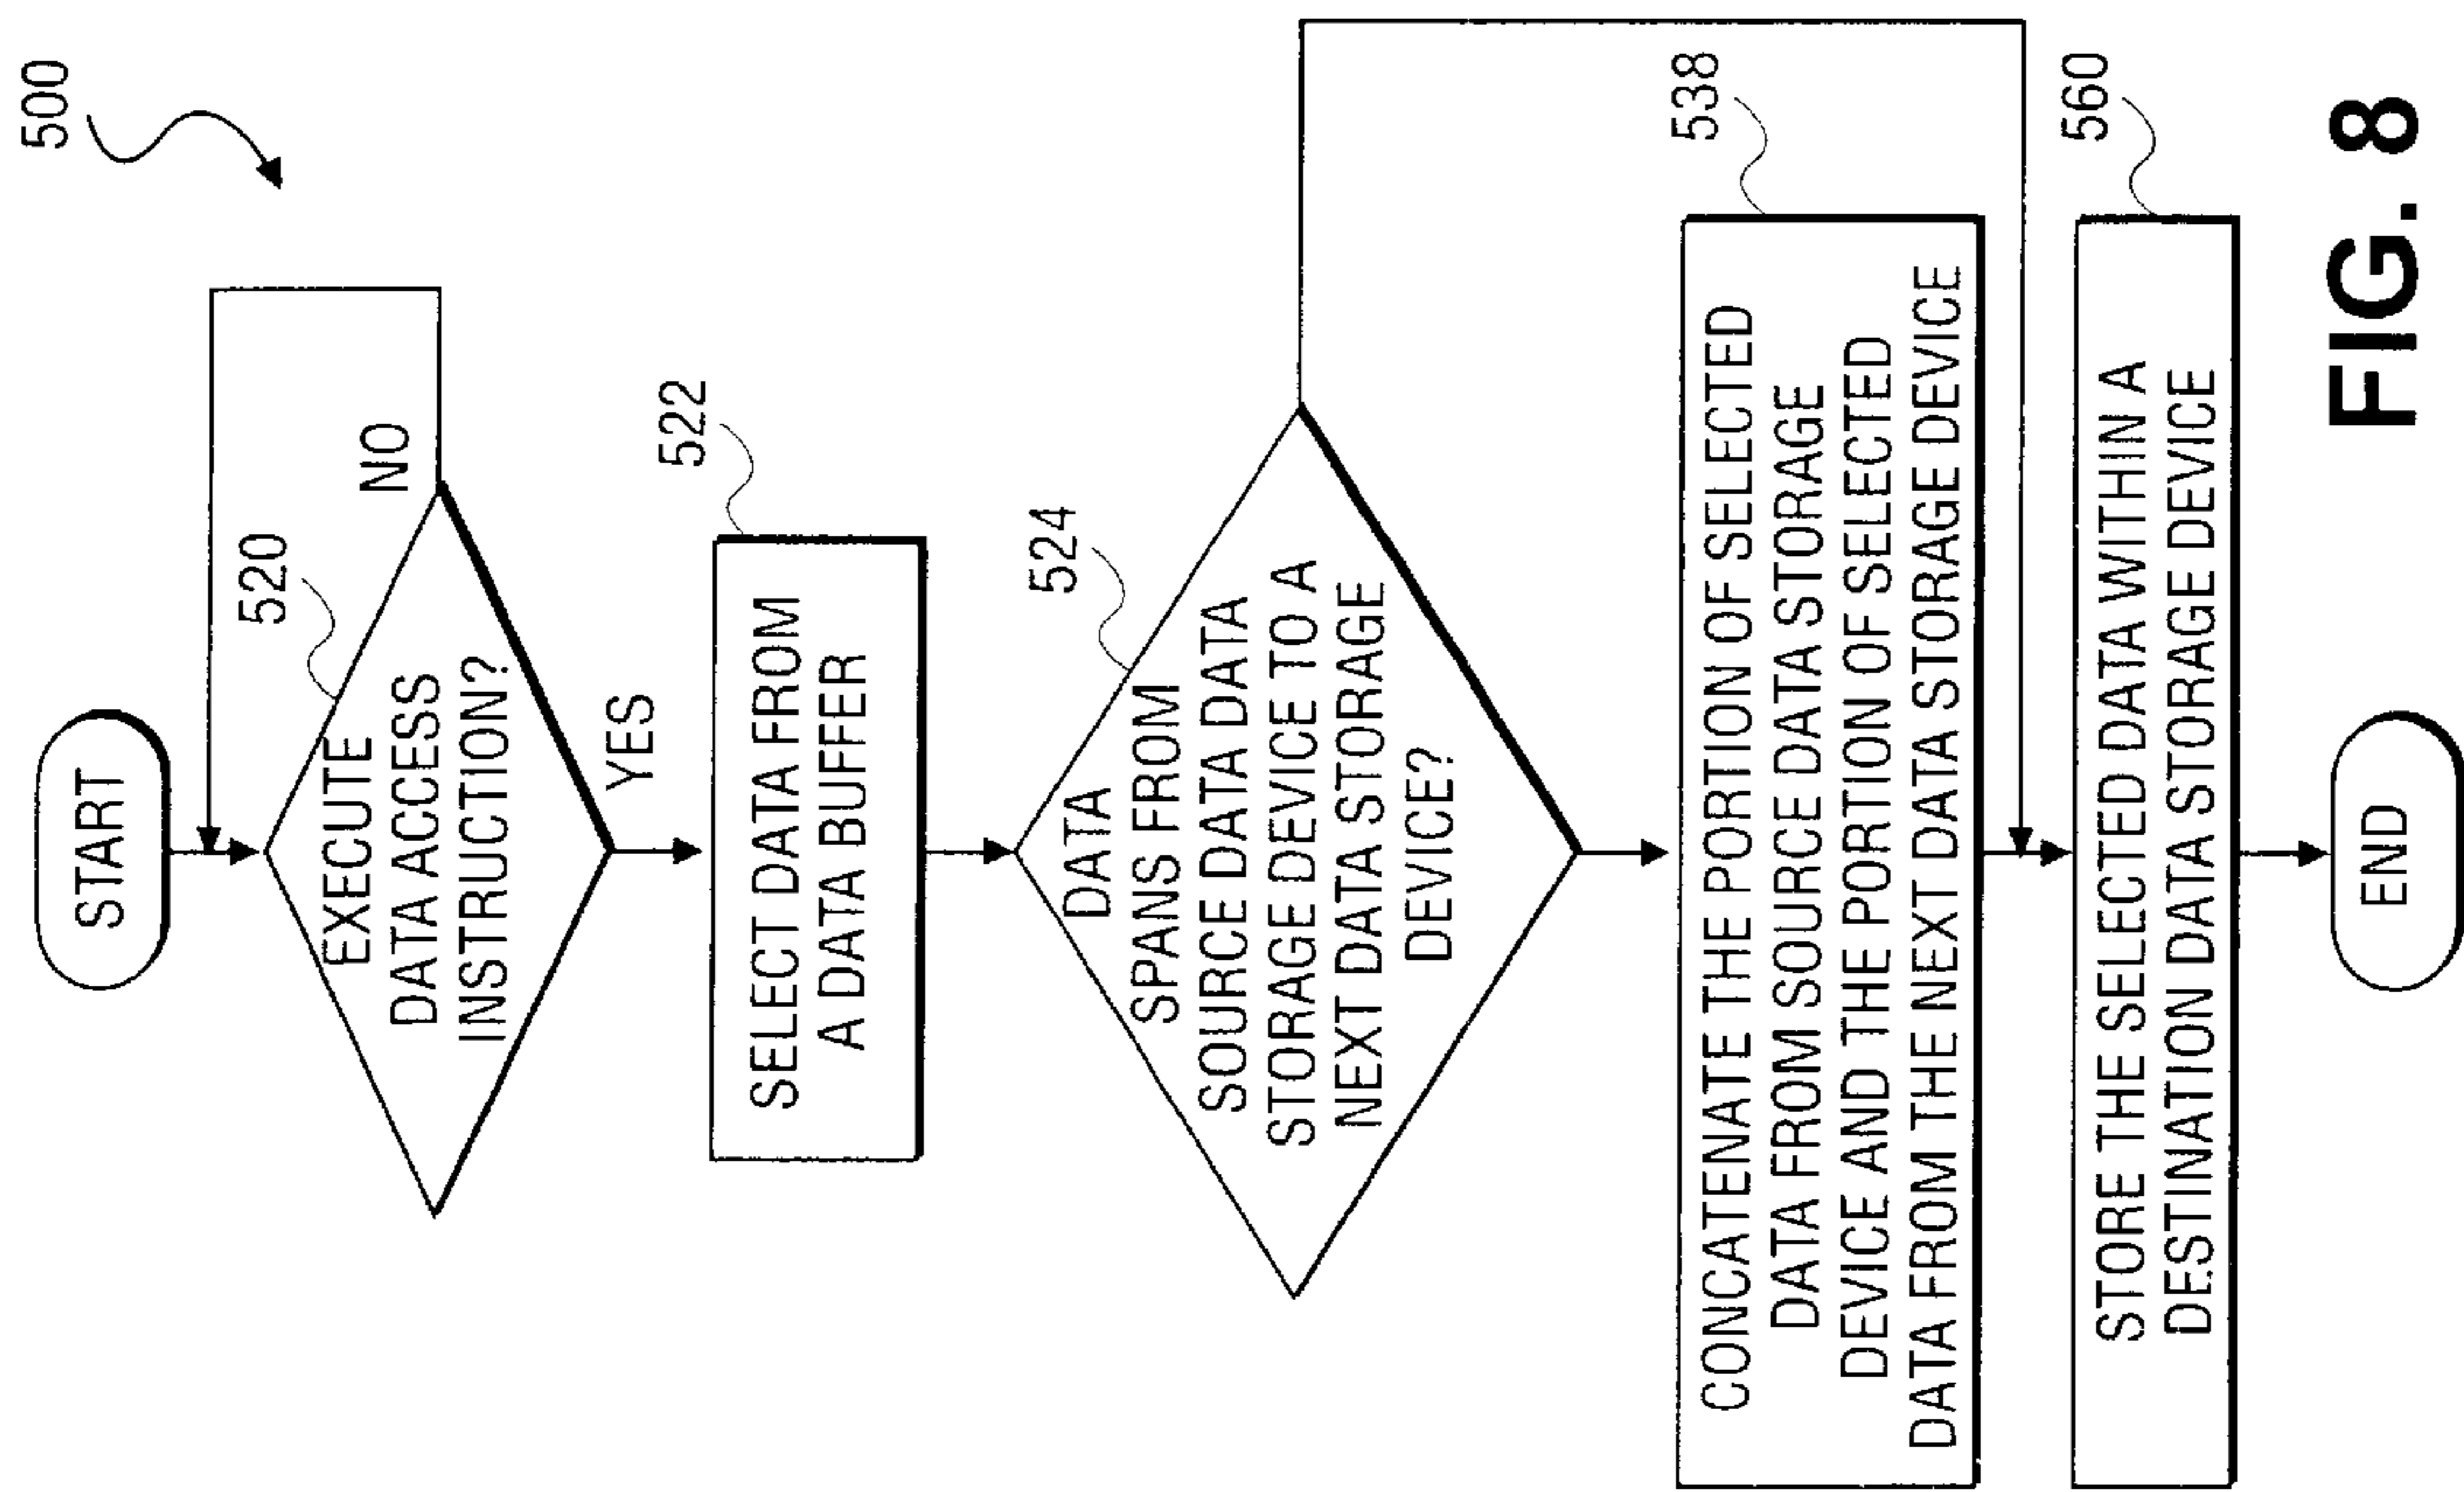 500
START
520
EXECUTE
DATA ACCESS
INSTRUCTION?
NO
YES
522
SELECT DATA FROM
A DATA BUFFER
524
DATA
SPANS FROM
SOURCE DATA DATA
STORAGE DEVICE TO A
NEXT DATA STORAGE
DEVICE?
538
CONCATENATE THE PORTION OF SELECTED
DATA FROM SOURCE DATA STORAGE
DEVICE AND THE PORTION OF SELECTED
DATA FROM THE NEXT DATA STORAGE DEVICE
560
STORE THE SELECTED DATA WITHIN A
DESTINATION DATA STORAGE DEVICE
END
FIG. 8